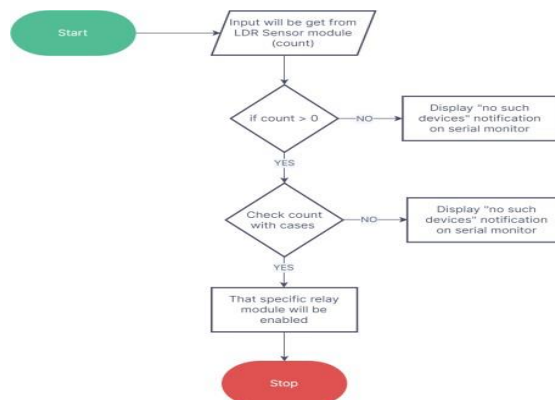 Start
Input will be get from
LDR Sensor module
(count)
if count > 0
NO
Display "no such
devices" notification
on serial monitor
YES
Check count
with cases
NO
Display "no such
devices" notification
on serial monitor
YES
That specific relay
module will be
enabled
Stop